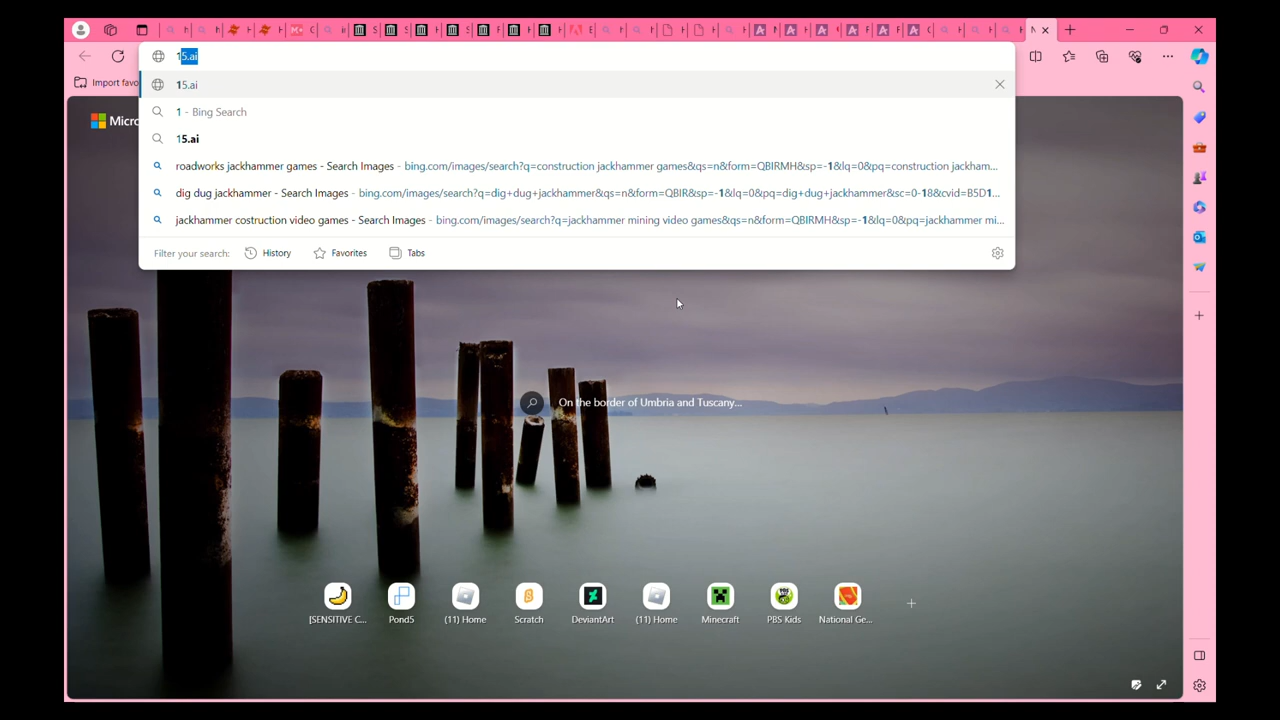 15.ai
Import favo
15.ai
1 - Bing Search
15.ai
roadworks jackhammer games - Search Images - bing.com/images/search?q=construction jackhammer games&qs=n&form=QBIRMH&sp=-1&lq=0&pq=construction jackham...
dig dug jackhammer - Search Images - bing.com/images/search?q=dig+dug+jackhammer&qs=n&form=QBIR&sp=-1&lq=0&pq=dig+dug+jackhammer&sc=0-18&cvid=B5D1...
jackhammer costruction video games - Search Images - bing.com/images/search?q=jackhammer mining video games&qs=n&form=QBIRMH&sp=-1&lq=0&pq=jackhammer mi...
Filter your search: History Favorites Tabs
Micro
On the border of Umbria and Tuscany...
[SENSITIVE C... Pond5 (11) Home Scratch DeviantArt (11) Home Minecraft PBS Kids National Ge...